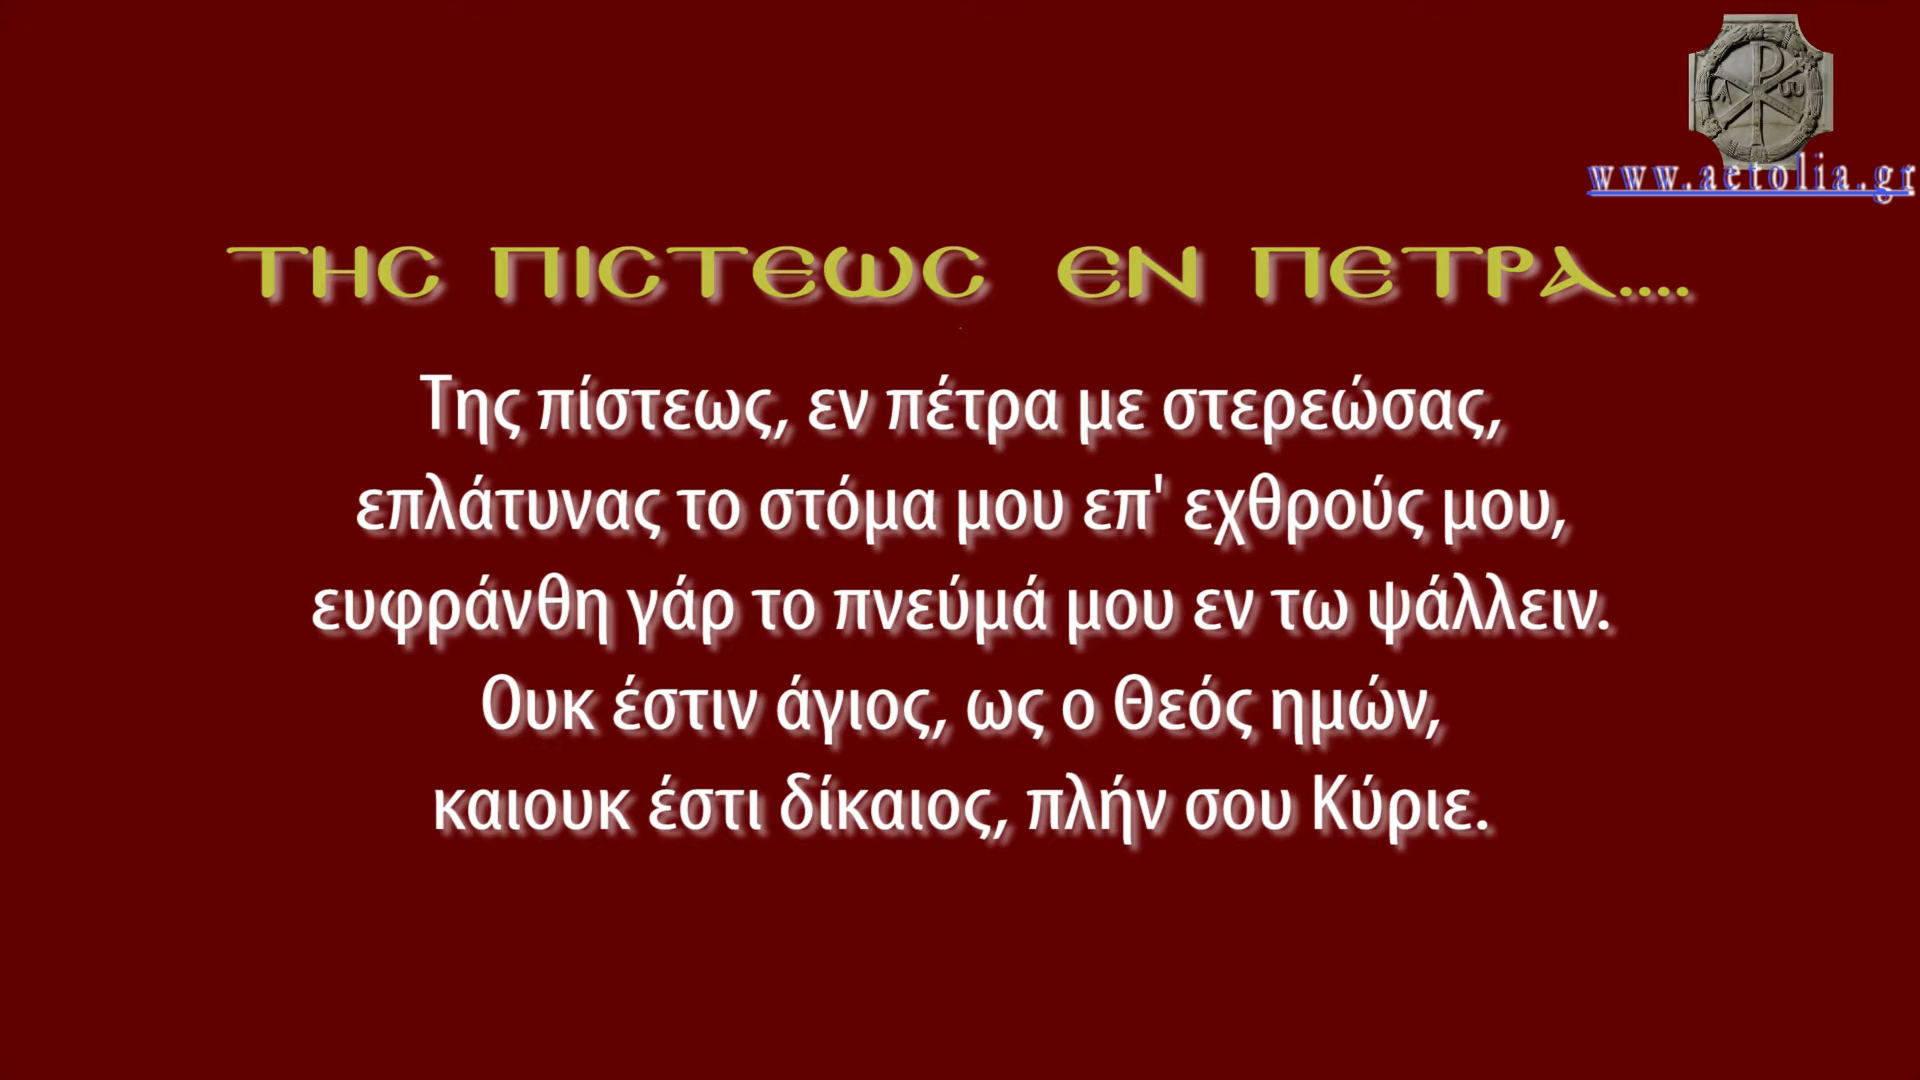 www.aetolia.gr
ΤΗC ΠΙCΤΕΩC ΕΝ ΠΕΤΡΑ....
Της πίστεως, εν πέτρα με στερεώσας,
επλάτυνας το στόμα μου επ' εχθρούς μου,
ευφράνθη γάρ το πνεύμά μου εν τω ψάλλειν.
Ουκ έστιν άγιος, ως ο Θεός ημών,
καιουκ έστι δίκαιος, πλήν σου Κύριε.